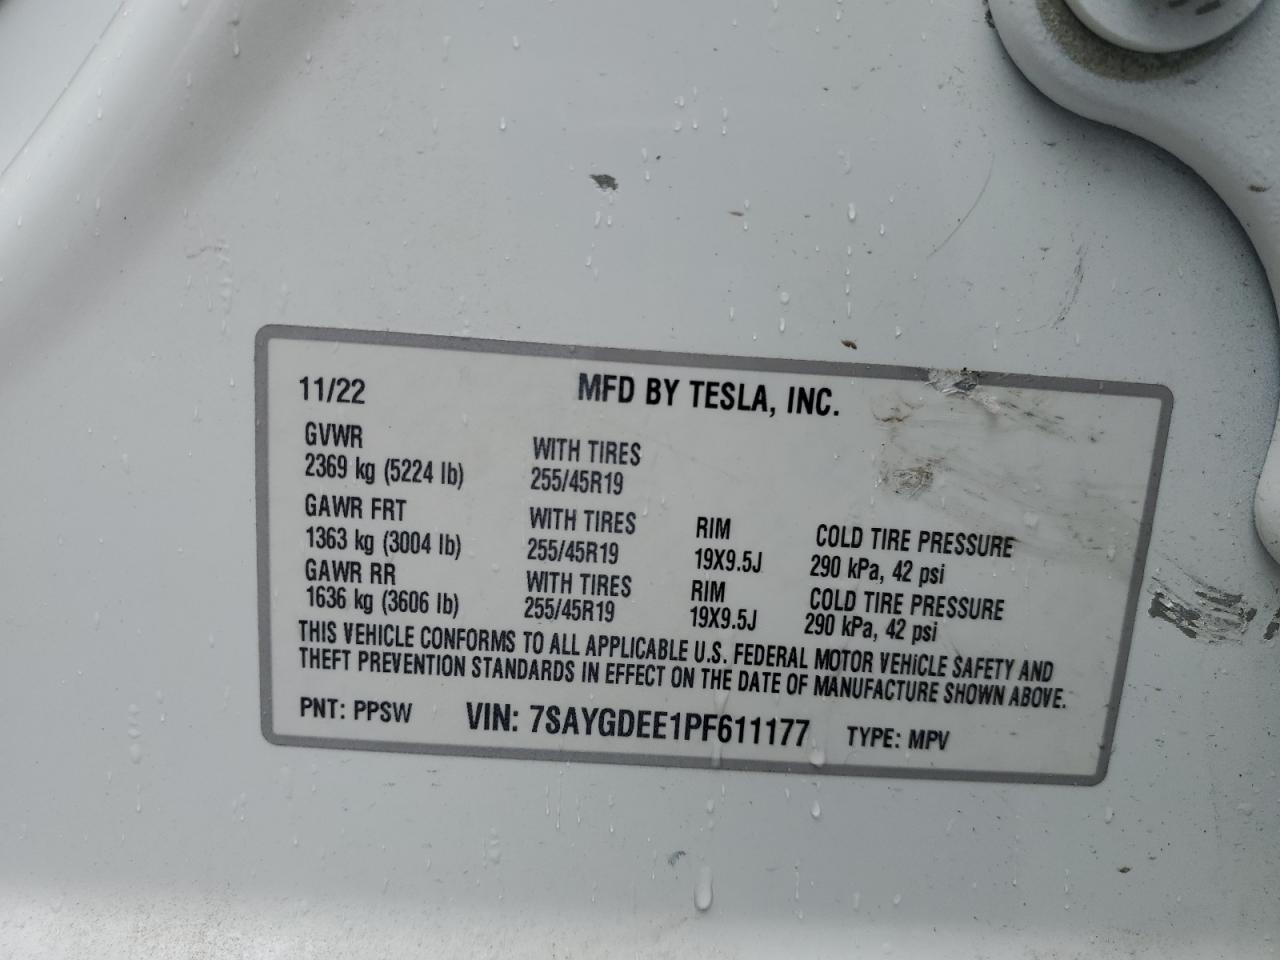 11/22 MFD BY TESLA, INC.
GVWR WITH TIRES
2369 kg (5224 lb) 255/45R19
GAWR FRT WITH TIRES RIM COLD TIRE PRESSURE
1363 kg (3004 lb) 255/45R19 19X9.5J 290 kPa, 42 psi
GAWR RR WITH TIRES RIM COLD TIRE PRESSURE
1636 kg (3606 lb) 255/45R19 19X9.5J 290 kPa, 42 psi
THIS VEHICLE CONFORMS TO ALL APPLICABLE U.S. FEDERAL MOTOR VEHICLE SAFETY AND
THEFT PREVENTION STANDARDS IN EFFECT ON THE DATE OF MANUFACTURE SHOWN ABOVE.
PNT: PPSW VIN: 7SAYGDEE1PF611177 TYPE: MPV